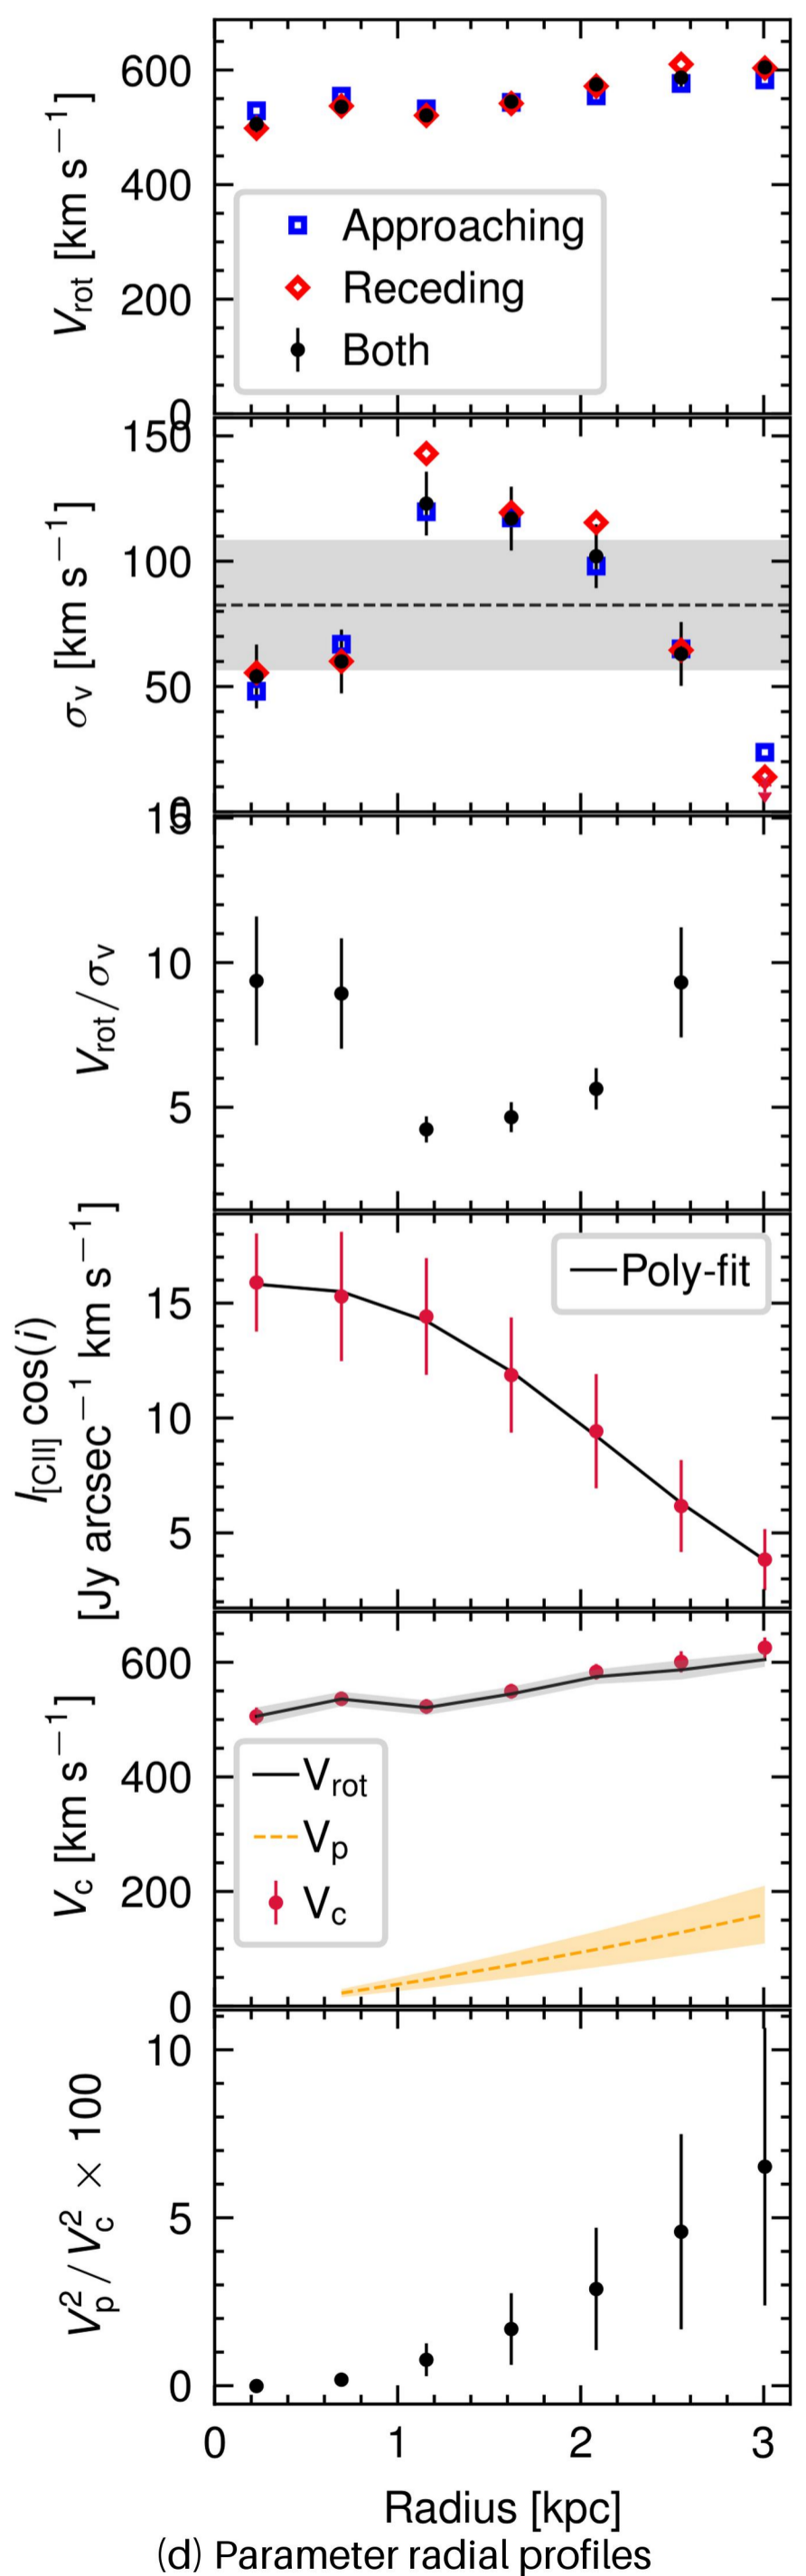 600
400
200
0
V_rot [km s^−1]
Approaching
Receding
Both
150
100
50
0
σ_v [km s^−1]
15
10
5
V_rot / σ_v
15
10
5
I_[CII] cos(i)
[Jy arcsec^−1 km s^−1]
Poly-fit
600
400
200
0
V_c [km s^−1]
V_rot
V_p
V_c
10
5
0
V_p^2 / V_c^2 × 100
0 1 2 3
Radius [kpc]
(d) Parameter radial profiles